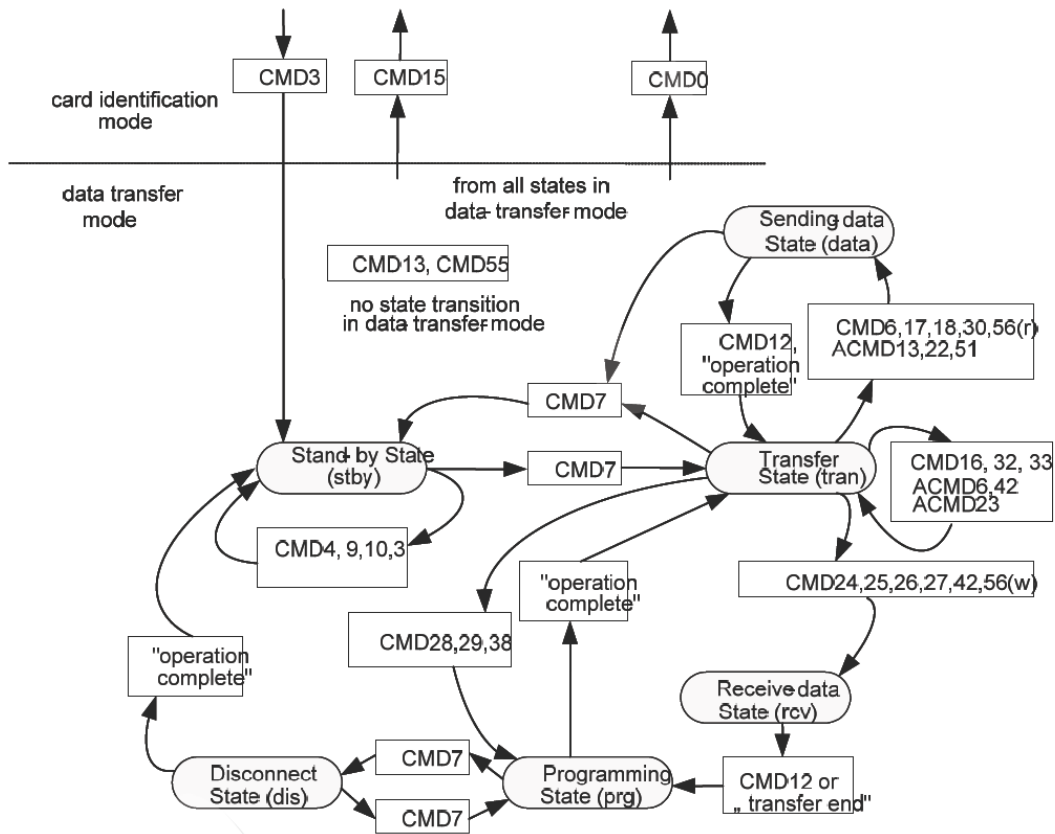 CMD3
CMD15
CMD0
card identification
mode
data transfer
mode
from all states in
data-transfer mode
Sending-data
State (data)
CMD13, CMD55
no state transition
in data transfer mode
CMD6,17,18,30,56(r)
ACMD13,22,51
CMD12,
"operation
complete"
CMD7
Stand-by State
(stby)
CMD7
Transfer
State (tran)
CMD16, 32, 33
ACMD6,42
ACMD23
CMD4, 9,10,3
"operation
complete"
CMD24,25,26,27,42,56(w)
CMD28,29,38
"operation
complete"
Receive-data
State (rcv)
Disconnect
State (dis)
CMD7
CMD7
Programming
State (prg)
CMD12 or
„ transfer end"